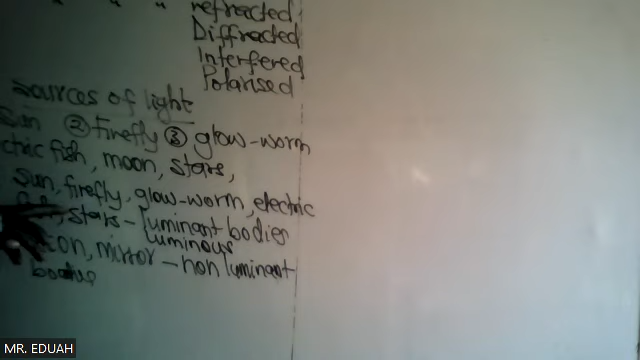 " " " refracted,
Diffracted
Interfered
Polarised
Sources of light
Sun ② firefly ③ glow-worm
ctric fish, moon, stars,
Sun, firefly, glow-worm, electric
stars - luminant bodies
luminous
oon, mirror - non luminant
bodies
MR. EDUAH